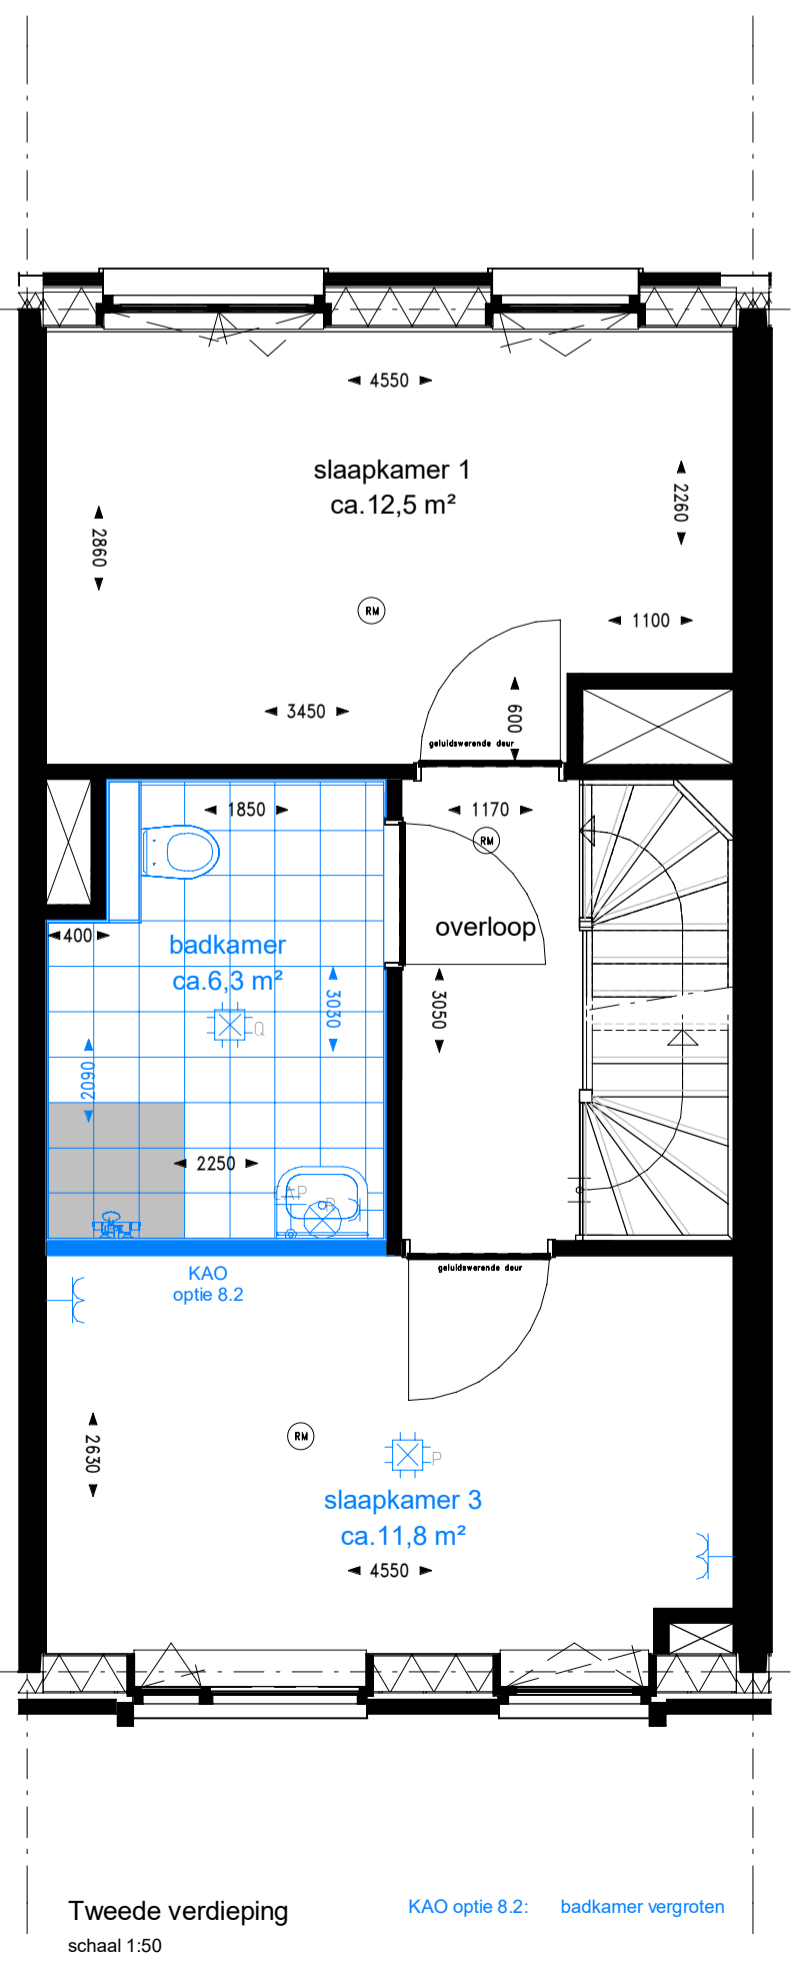 4550
slaapkamer 1
ca.12,5 m²
2860
2260
RM
1100
3450
600
geluidswerende deur
1850
1170
RM
400
badkamer
ca.6,3 m²
overloop
3030
3050
Q
2090
2250
geluidswerende deur
KAO
optie 8.2
2630
RM
P
slaapkamer 3
ca.11,8 m²
4550
Tweede verdieping
schaal 1:50
KAO optie 8.2: badkamer vergroten